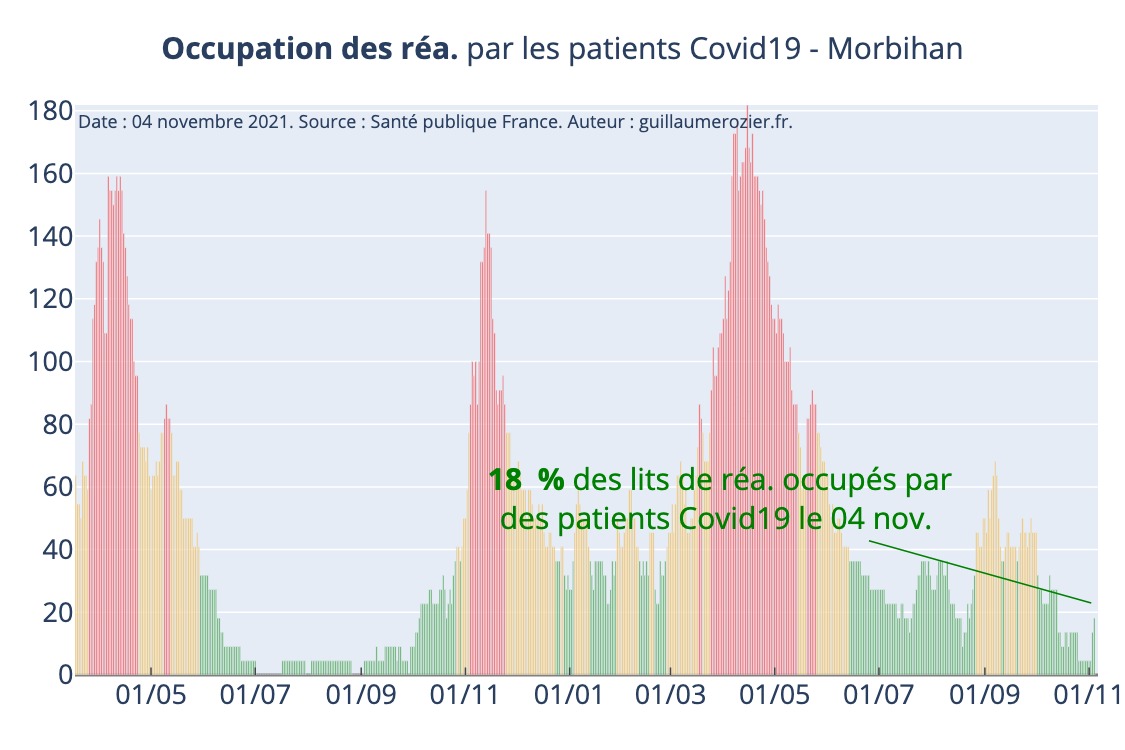 Occupation des réa. par les patients Covid19 - Morbihan
180
Date : 04 novembre 2021. Source : Santé publique France. Auteur : guillaumerozier.fr.
160
140
120
100
80
60
18 % des lits de réa. occupés par
des patients Covid19 le 04 nov.
40
20
0
01/05 01/07 01/09 01/11 01/01 01/03 01/05 01/07 01/09 01/11